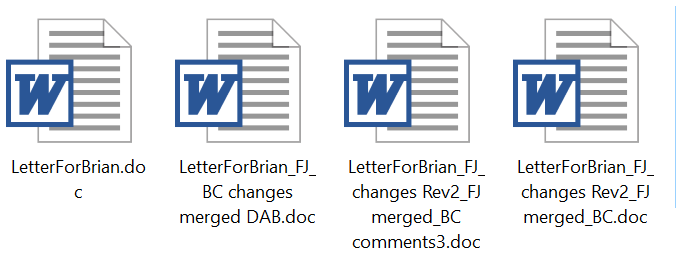 W W W W
LetterForBrian.do
c
LetterForBrian_FJ_
BC changes
merged DAB.doc
LetterForBrian_FJ_
changes Rev2_FJ
merged_BC
comments3.doc
LetterForBrian_FJ_
changes Rev2_FJ
merged_BC.doc